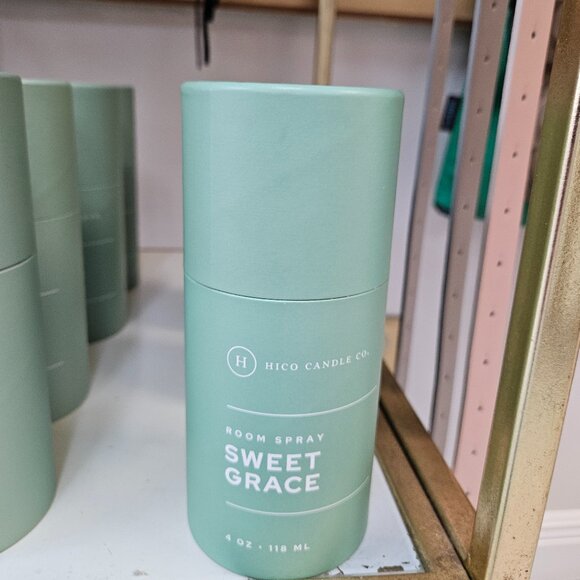 H HICO CANDLE CO.
ROOM SPRAY
SWEET
GRACE
4 OZ · 118 ML